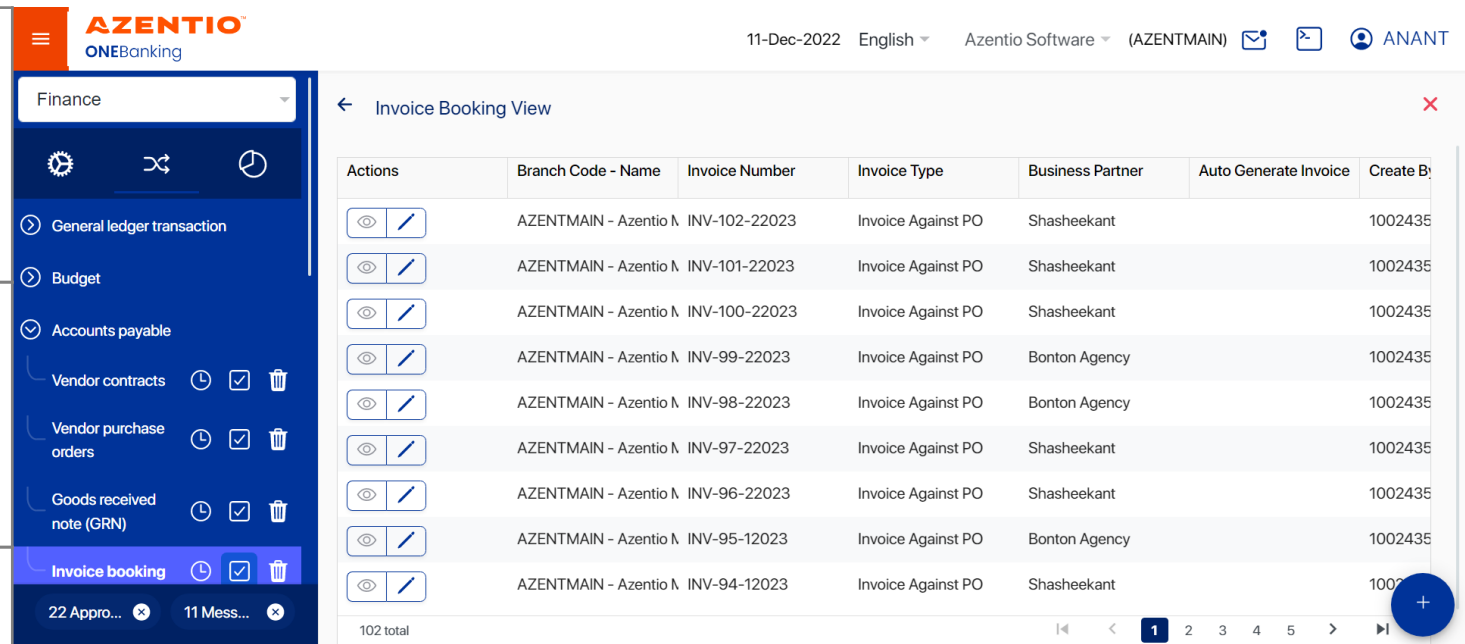 AZENTIO™
ONEBanking
11-Dec-2022 English Azentio Software (AZENTMAIN) ANANT
Finance
General ledger transaction
Budget
Accounts payable
Vendor contracts
Vendor purchase
orders
Goods received
note (GRN)
Invoice booking
22 Appro... 11 Mess...
Invoice Booking View
Actions Branch Code - Name Invoice Number Invoice Type Business Partner Auto Generate Invoice Create By
AZENTMAIN - Azentio M INV-102-22023 Invoice Against PO Shasheekant 1002435
AZENTMAIN - Azentio M INV-101-22023 Invoice Against PO Shasheekant 1002435
AZENTMAIN - Azentio M INV-100-22023 Invoice Against PO Shasheekant 1002435
AZENTMAIN - Azentio M INV-99-22023 Invoice Against PO Bonton Agency 1002435
AZENTMAIN - Azentio M INV-98-22023 Invoice Against PO Bonton Agency 1002435
AZENTMAIN - Azentio M INV-97-22023 Invoice Against PO Shasheekant 1002435
AZENTMAIN - Azentio M INV-96-22023 Invoice Against PO Shasheekant 1002435
AZENTMAIN - Azentio M INV-95-12023 Invoice Against PO Bonton Agency 1002435
AZENTMAIN - Azentio M INV-94-12023 Invoice Against PO Shasheekant
102 total 1 2 3 4 5